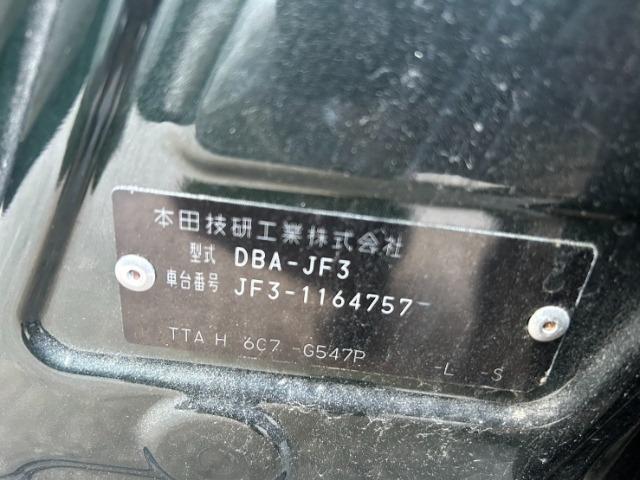 本田技研工業株式会社
型式 DBA-JF3
車台番号 JF3-1164757-
TTA H 6C7 -G547P -L -S